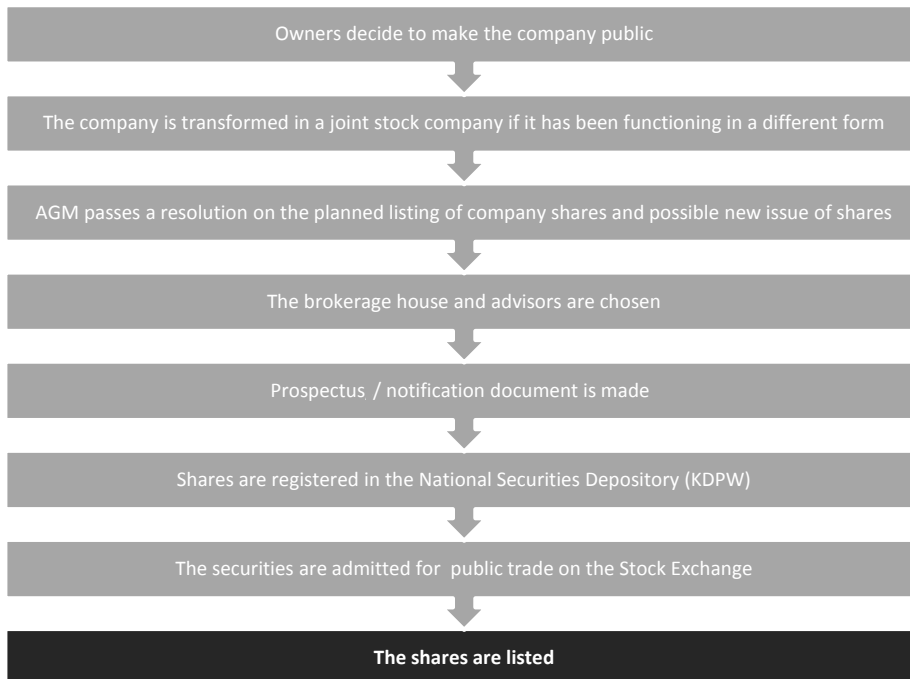 Owners decide to make the company public
The company is transformed in a joint stock company if it has been functioning in a different form
AGM passes a resolution on the planned listing of company shares and possible new issue of shares
The brokerage house and advisors are chosen
Prospectus / notification document is made
Shares are registered in the National Securities Depository (KDPW)
The securities are admitted for public trade on the Stock Exchange
The shares are listed